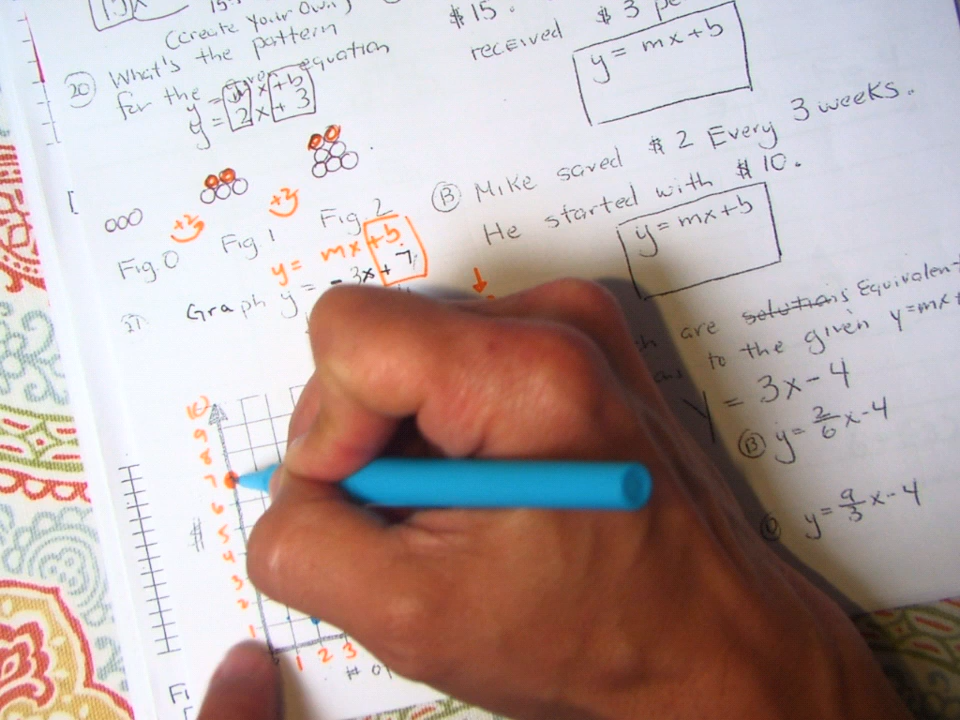 (Create Your Own)
20 What's the pattern
for the given equation
y = mx+b
y = 2x+3
+2
+2
Fig.0 Fig.1 Fig.2
y = mx+b
Graph y = -3x+7
10
9
8
7
6
5
4
3
2
1
1 2 3
$
$15.
received $3
y = mx+b
B Mike saved $2 Every 3 weeks.
He started with $10.
y = mx+b
are solutions Equivalent
to the given y=mx
y = 3x-4
B y = 2/6 x-4
y = 9/3 x-4